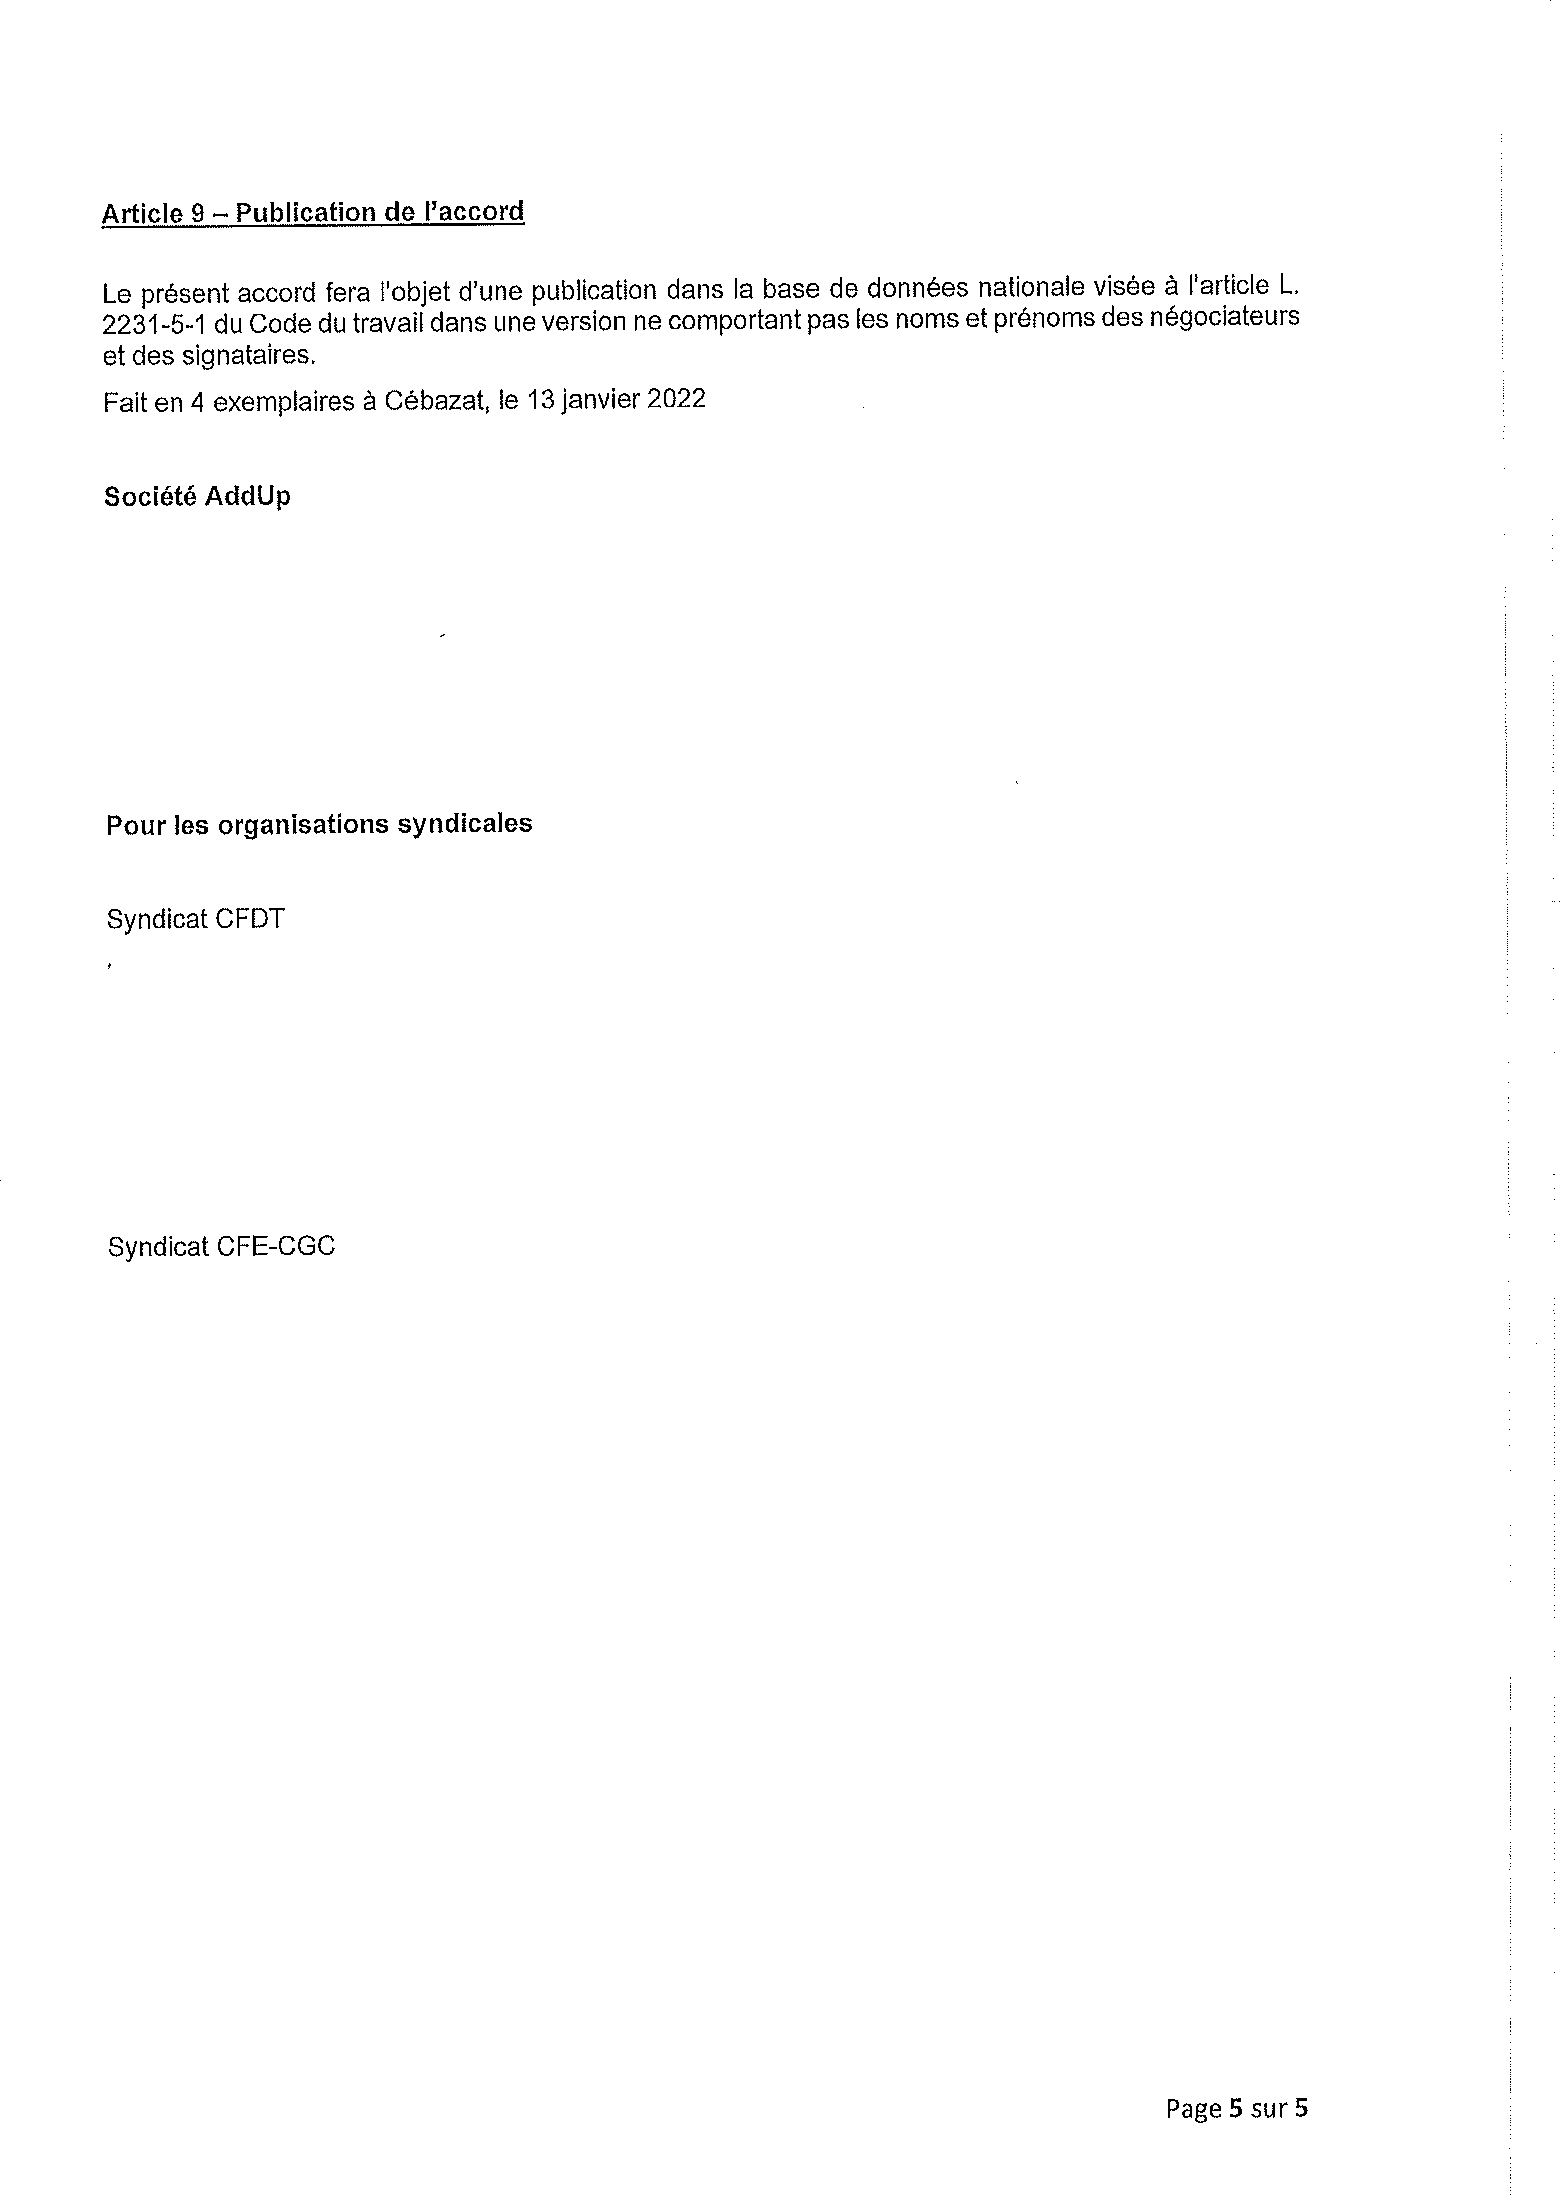 Article 9 – Publication de l'accord
Le présent accord fera l'objet d'une publication dans la base de données nationale visée à l'article L.
2231-5-1 du Code du travail dans une version ne comportant pas les noms et prénoms des négociateurs
et des signataires.
Fait en 4 exemplaires à Cébazat, le 13 janvier 2022
Société AddUp
Pour les organisations syndicales
Syndicat CFDT
Syndicat CFE-CGC
Page 5 sur 5